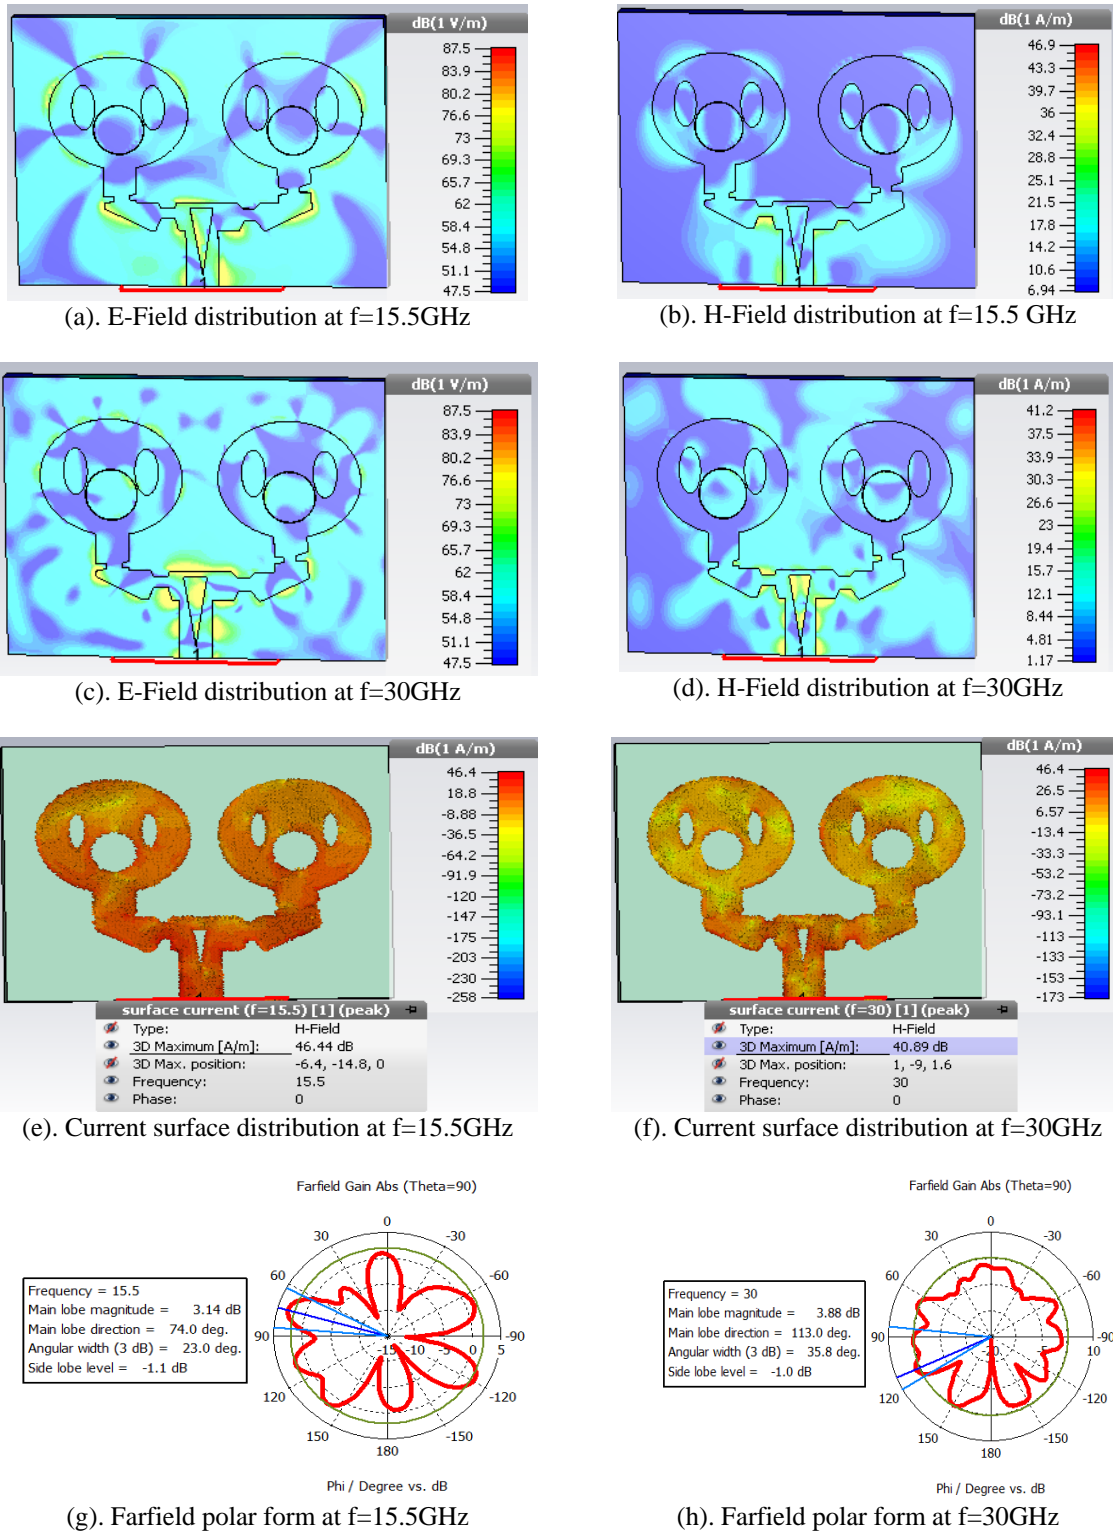 dB(1 V/m)
87.5
83.9
80.2
76.6
73
69.3
65.7
62
58.4
54.8
51.1
47.5
1
(a). E-Field distribution at f=15.5GHz
dB(1 A/m)
46.9
43.3
39.7
36
32.4
28.8
25.1
21.5
17.8
14.2
10.6
6.94
1
(b). H-Field distribution at f=15.5 GHz
dB(1 V/m)
87.5
83.9
80.2
76.6
73
69.3
65.7
62
58.4
54.8
51.1
47.5
1
(c). E-Field distribution at f=30GHz
dB(1 A/m)
41.2
37.5
33.9
30.3
26.6
23
19.4
15.7
12.1
8.44
4.81
1.17
1
(d). H-Field distribution at f=30GHz
dB(1 A/m)
46.4
18.8
-8.88
-36.5
-64.2
-91.9
-120
-147
-175
-203
-230
-258
surface current (f=15.5) [1] (peak)
Type: H-Field
3D Maximum [A/m]: 46.44 dB
3D Max. position: -6.4, -14.8, 0
Frequency: 15.5
Phase: 0
(e). Current surface distribution at f=15.5GHz
dB(1 A/m)
46.4
26.5
6.57
-13.4
-33.3
-53.2
-73.2
-93.1
-113
-133
-153
-173
surface current (f=30) [1] (peak)
Type: H-Field
3D Maximum [A/m]: 40.89 dB
3D Max. position: 1, -9, 1.6
Frequency: 30
Phase: 0
(f). Current surface distribution at f=30GHz
Farfield Gain Abs (Theta=90)
0
30 -30
60 -60
90 -15 -10 -5 0 5 -90
120 -120
150 -150
180
Frequency = 15.5
Main lobe magnitude = 3.14 dB
Main lobe direction = 74.0 deg.
Angular width (3 dB) = 23.0 deg.
Side lobe level = -1.1 dB
Phi / Degree vs. dB
(g). Farfield polar form at f=15.5GHz
Farfield Gain Abs (Theta=90)
0
30 -30
60 -60
90 -20 -10 0 10 -90
120 -120
150 -150
180
Frequency = 30
Main lobe magnitude = 3.88 dB
Main lobe direction = 113.0 deg.
Angular width (3 dB) = 35.8 deg.
Side lobe level = -1.0 dB
Phi / Degree vs. dB
(h). Farfield polar form at f=30GHz